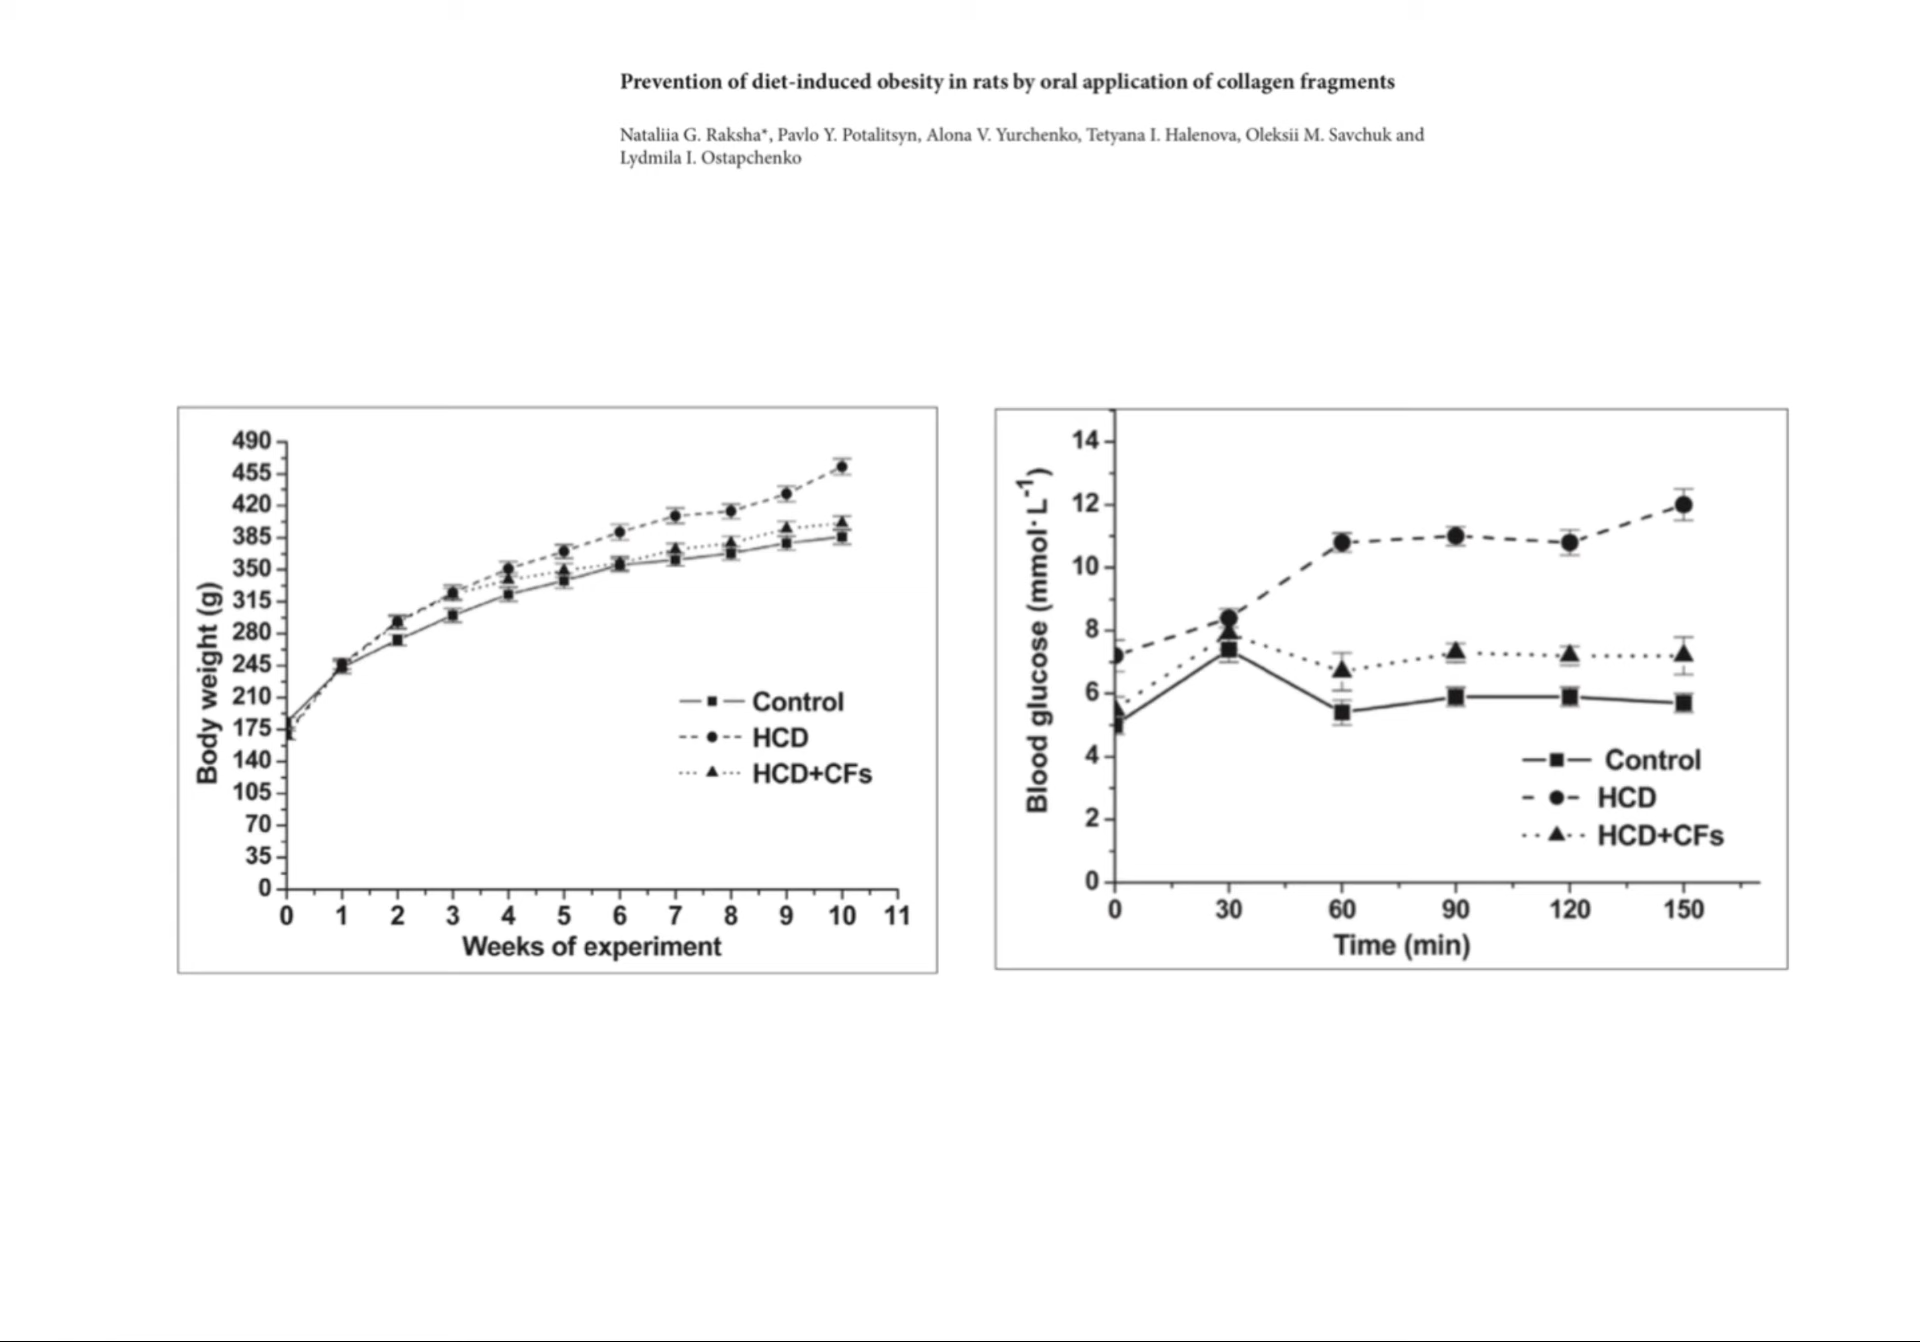 Prevention of diet-induced obesity in rats by oral application of collagen fragments
Nataliia G. Raksha*, Pavlo Y. Potalitsyn, Alona V. Yurchenko, Tetyana I. Halenova, Oleksii M. Savchuk and
Lydmila I. Ostapchenko
490
455
420
385
350
315
280
245
210
175
140
105
70
35
0
Body weight (g)
Control
HCD
HCD+CFs
0 1 2 3 4 5 6 7 8 9 10 11
Weeks of experiment
14
12
10
8
6
4
2
0
Blood glucose (mmol·L⁻¹)
Control
HCD
HCD+CFs
0 30 60 90 120 150
Time (min)